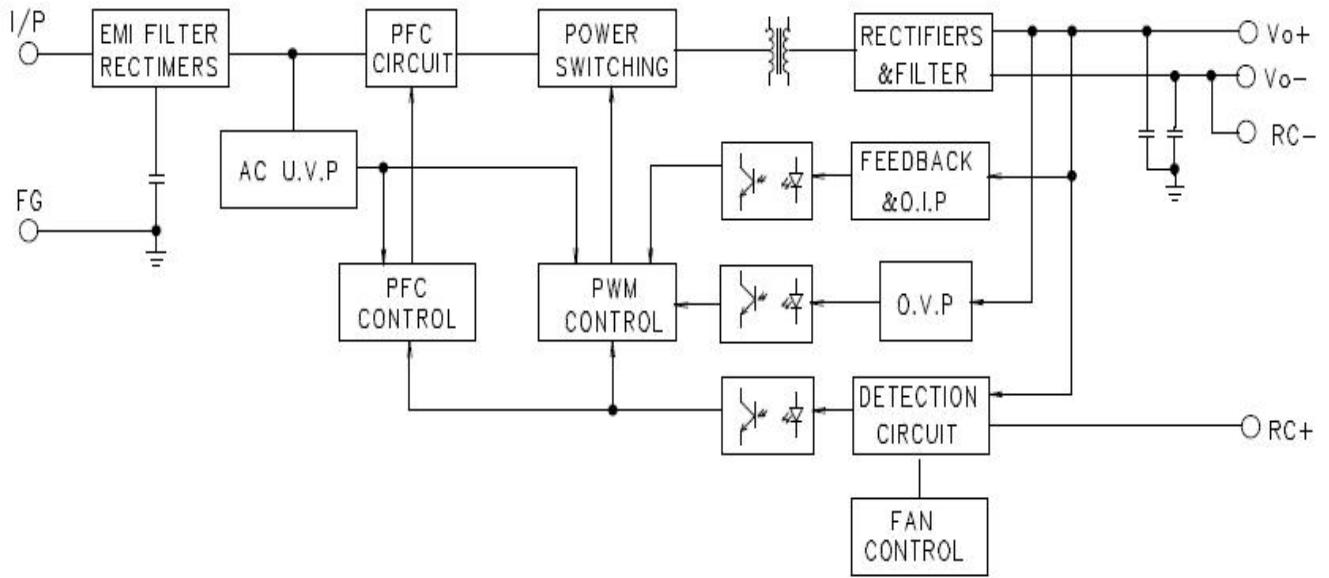 I/P
EMI FILTER
RECTIMERS
PFC
CIRCUIT
POWER
SWITCHING
RECTIFIERS
&FILTER
Vo+
Vo-
RC-
AC U.V.P
FEEDBACK
&O.I.P
FG
PFC
CONTROL
PWM
CONTROL
O.V.P
DETECTION
CIRCUIT
RC+
FAN
CONTROL